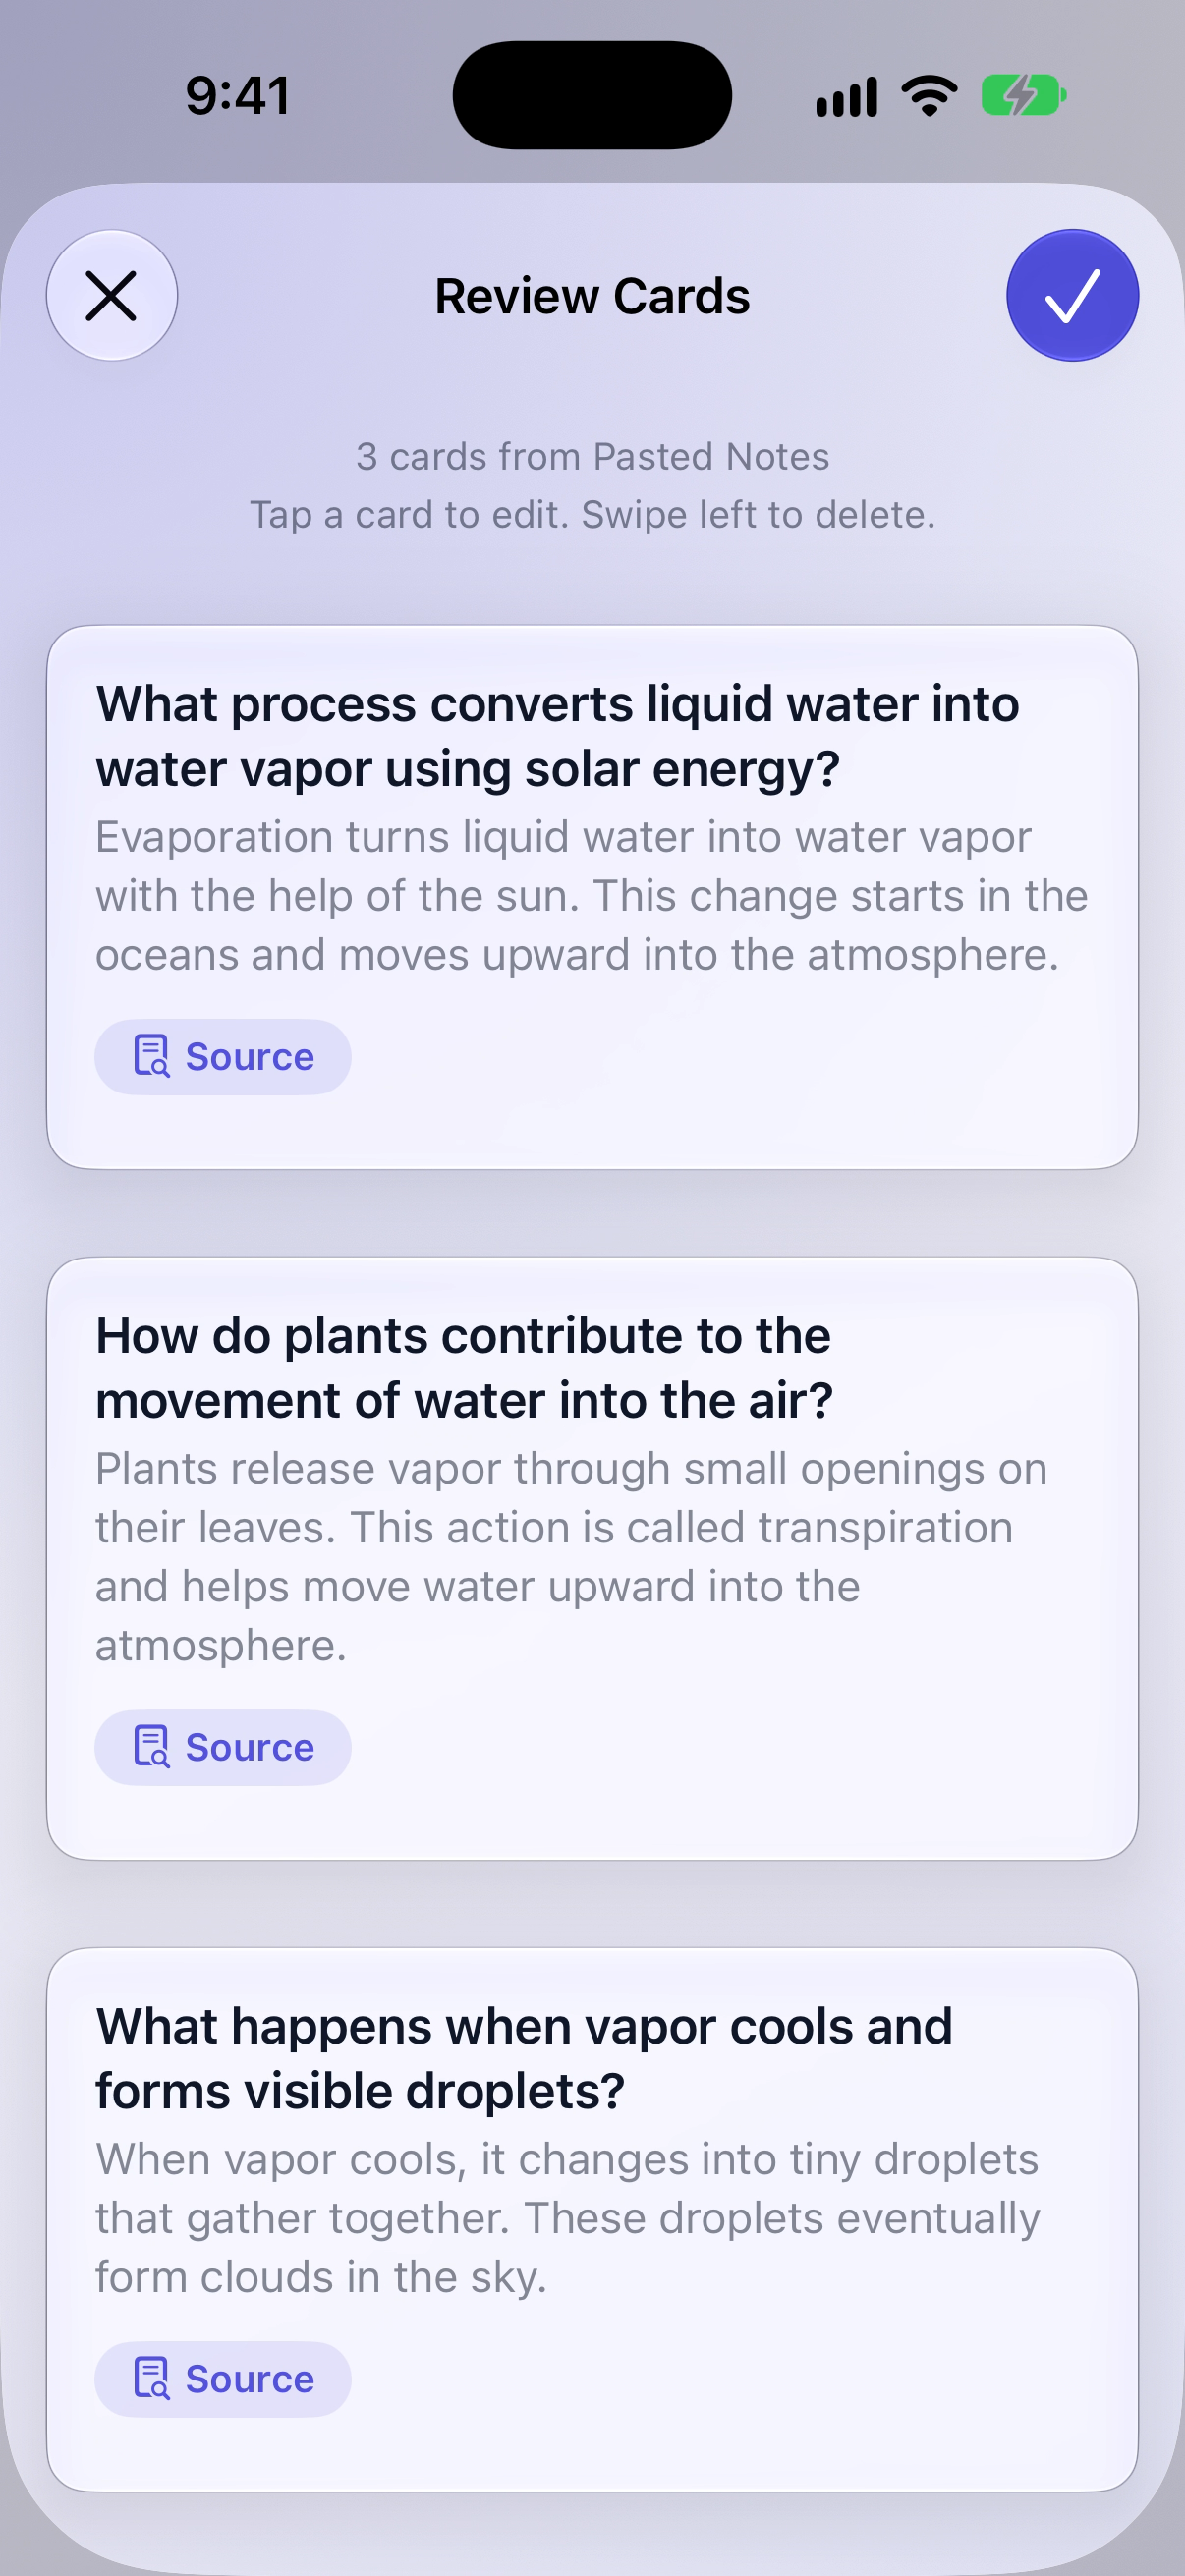 9:41
Review Cards
3 cards from Pasted Notes
Tap a card to edit. Swipe left to delete.
What process converts liquid water into
water vapor using solar energy?
Evaporation turns liquid water into water vapor
with the help of the sun. This change starts in the
oceans and moves upward into the atmosphere.
Source
How do plants contribute to the
movement of water into the air?
Plants release vapor through small openings on
their leaves. This action is called transpiration
and helps move water upward into the
atmosphere.
Source
What happens when vapor cools and
forms visible droplets?
When vapor cools, it changes into tiny droplets
that gather together. These droplets eventually
form clouds in the sky.
Source